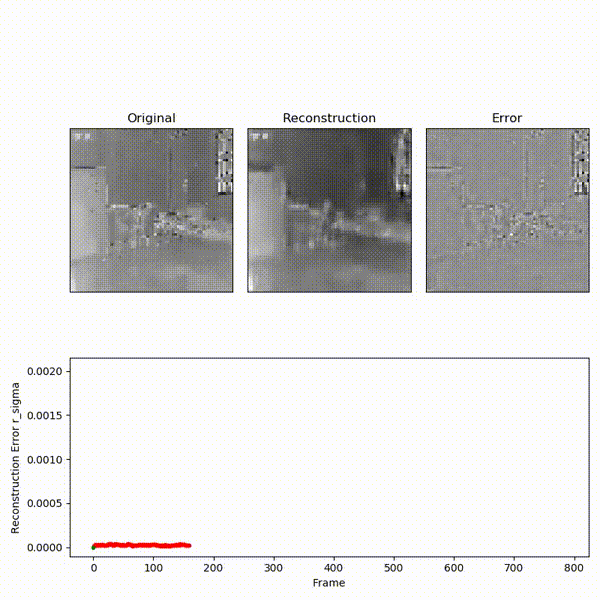 Original Reconstruction Error
Reconstruction Error r_sigma
0.0020
0.0015
0.0010
0.0005
0.0000
0 100 200 300 400 500 600 700 800
Frame